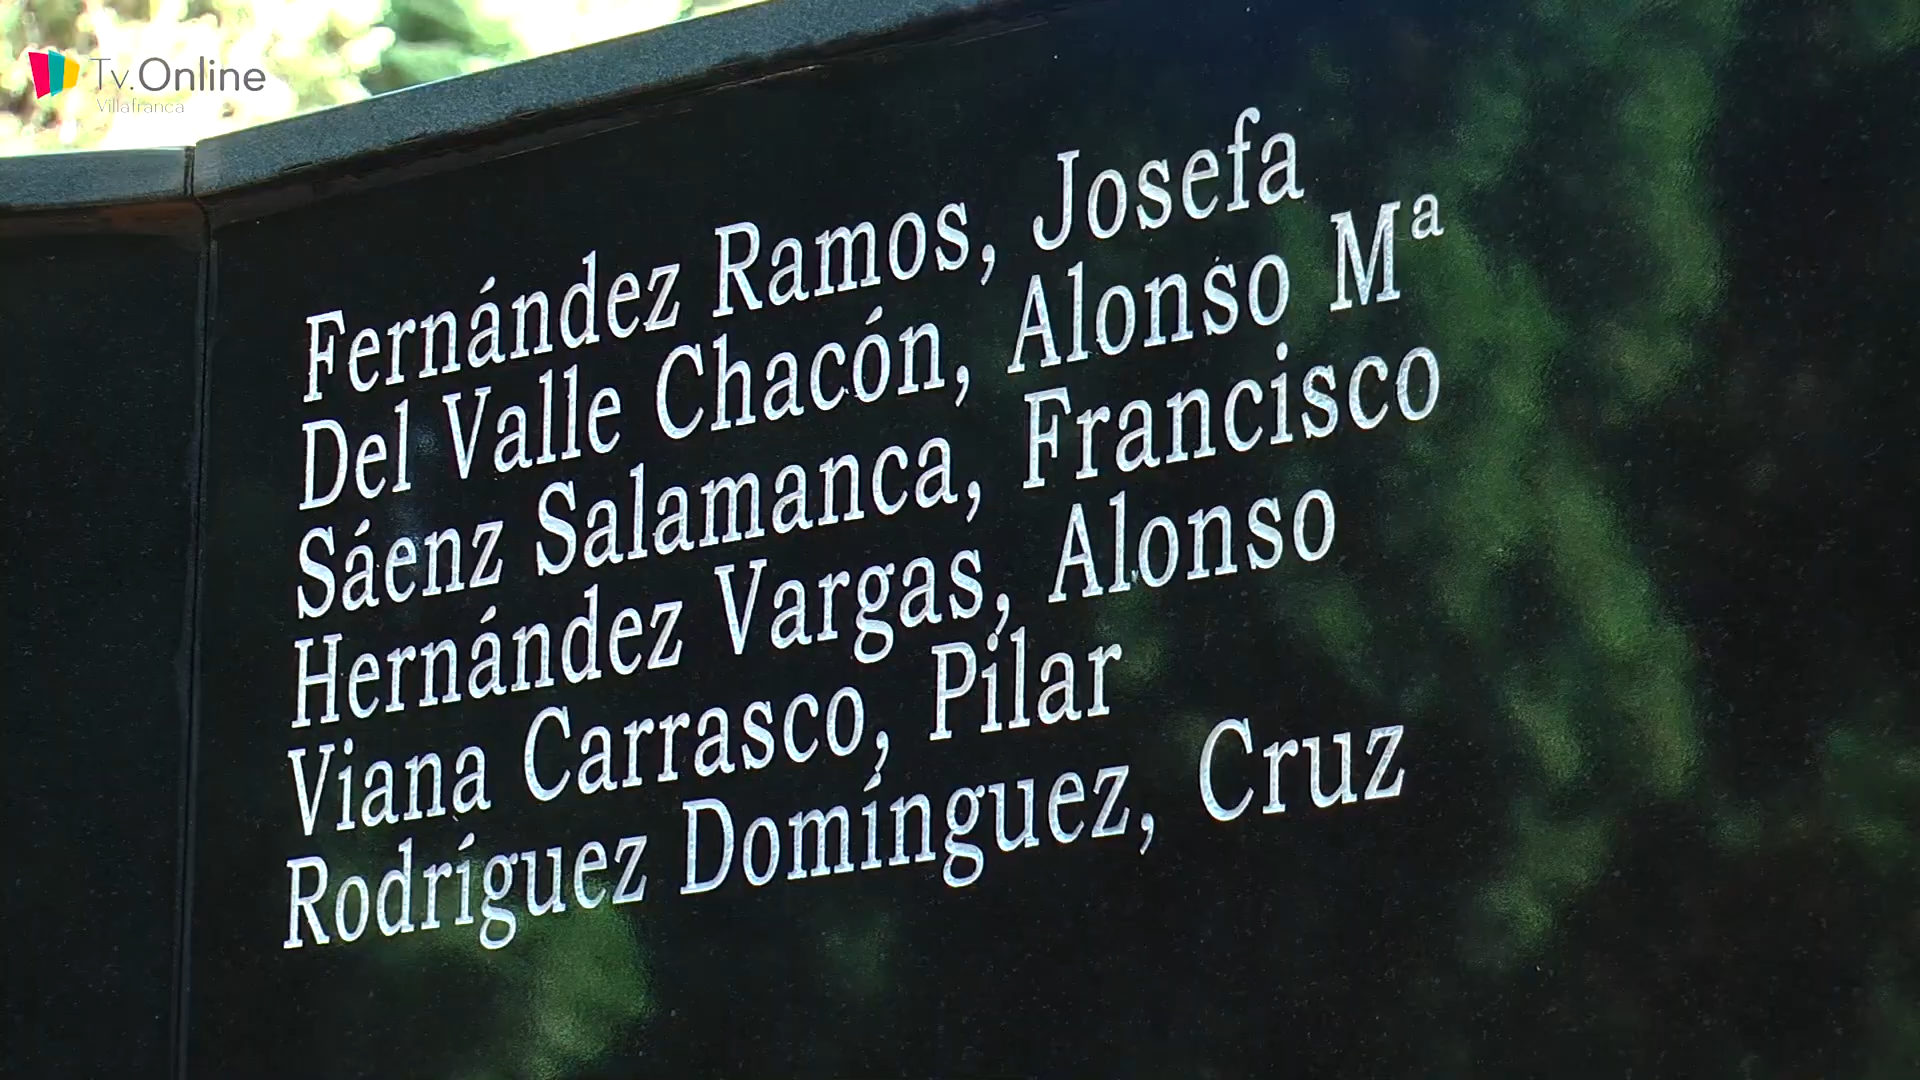 Tv.Online
Villafranca
Fernández Ramos, Josefa
Del Valle Chacón, Alonso Mª
Sáenz Salamanca, Francisco
Hernández Vargas, Alonso
Viana Carrasco, Pilar
Rodríguez Domínguez, Cruz